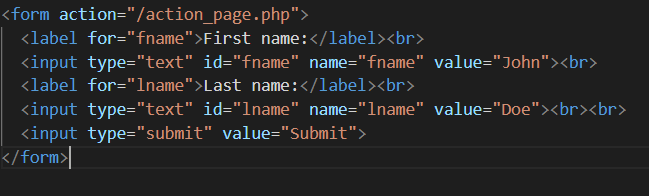 <form action="/action_page.php">
  <label for="fname">First name:</label><br>
  <input type="text" id="fname" name="fname" value="John"><br>
  <label for="lname">Last name:</label><br>
  <input type="text" id="lname" name="lname" value="Doe"><br><br>
  <input type="submit" value="Submit">
</form>